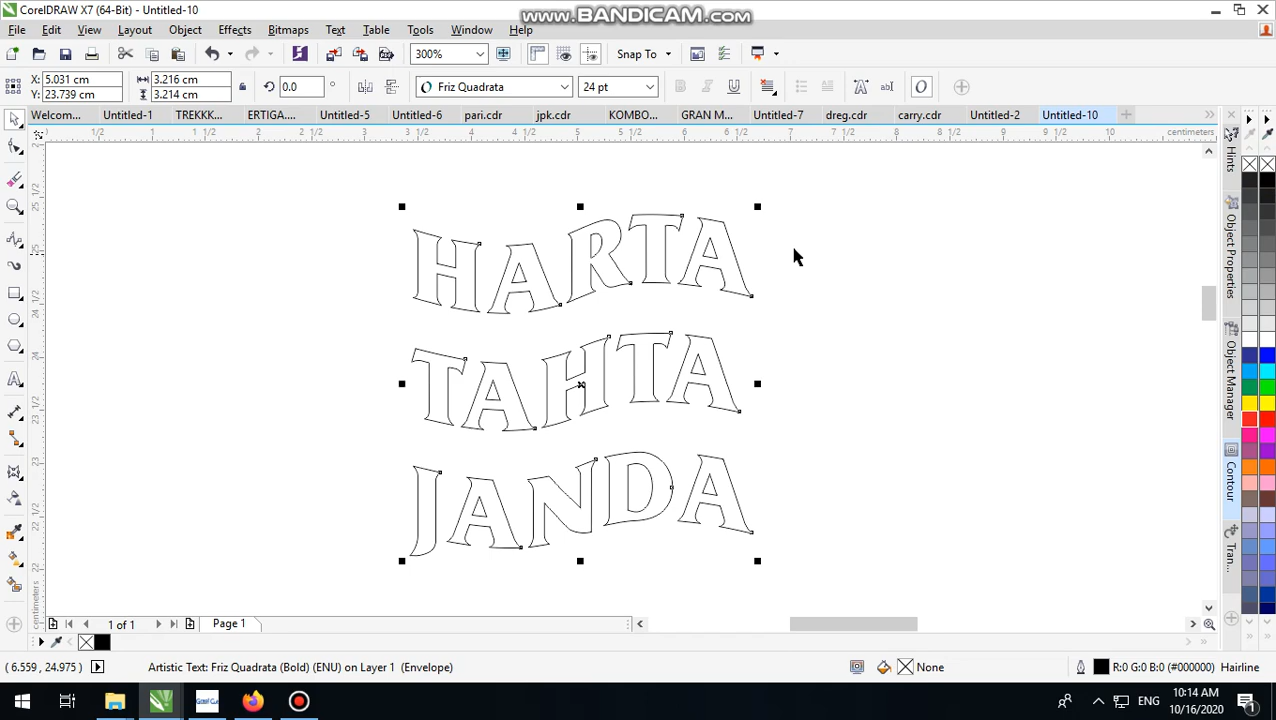 CorelDRAW X7 (64-Bit) - Untitled-10
www.BANDICAM.com
File Edit View Layout Object Effects Bitmaps Text Table Tools Window Help
300% Snap To
X: 5.031 cm 3.216 cm 0.0 ° Friz Quadrata 24 pt
Y: 23.739 cm 3.214 cm
Welcom... Untitled-1 TREKKK... ERTIGA.... Untitled-5 Untitled-6 pari.cdr jpk.cdr KOMBO... GRAN M... Untitled-7 dreg.cdr carry.cdr Untitled-2 Untitled-10
centimeters
HARTA
TAHTA
JANDA
Hints
Object Properties
Object Manager
Contour
Tran...
centimeters
1 of 1 Page 1
( 6.559 , 24.975 ) Artistic Text: Friz Quadrata (Bold) (ENU) on Layer 1 (Envelope) None R:0 G:0 B:0 (#000000) Hairline
ENG 10:14 AM
10/16/2020